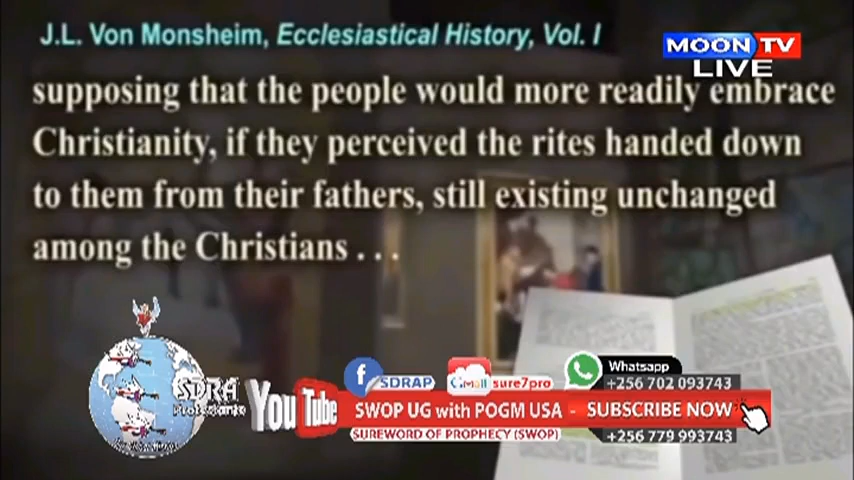 J.L. Von Monsheim, Ecclesiastical History, Vol. I
MOON TV
LIVE
supposing that the people would more readily embrace
Christianity, if they perceived the rites handed down
to them from their fathers, still existing unchanged
among the Christians . . .
SDRA
Protestants
YouTube
f /SDRAP
Gmail sure7pro
Whatsapp
+256 702 093743
SWOP UG with POGM USA - SUBSCRIBE NOW
SUREWORD OF PROPHECY (SWOP)
+256 779 993743